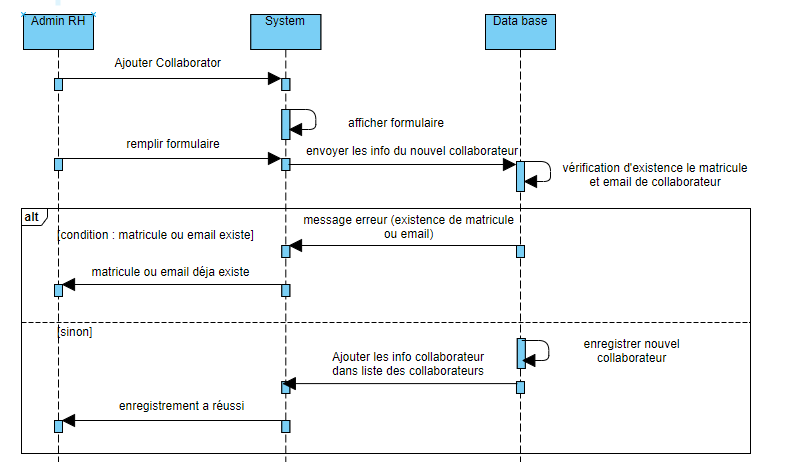 Admin RH
System
Data base
Ajouter Collaborator
afficher formulaire
remplir formulaire
envoyer les info du nouvel collaborateur
vérification d'existence le matricule
et email de collaborateur
alt
[condition : matricule ou email existe]
message erreur (existence de matricule
ou email)
matricule ou email déja existe
[sinon]
enregistrer nouvel
collaborateur
Ajouter les info collaborateur
dans liste des collaborateurs
enregistrement a réussi